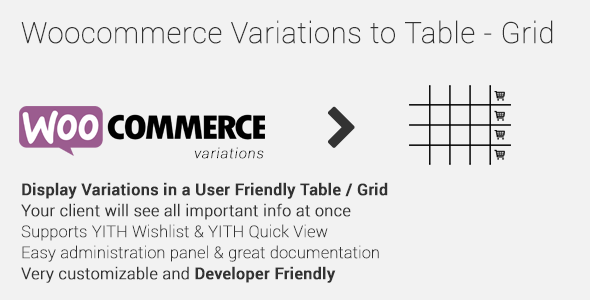 Woocommerce Variations to Table - Grid
WOO COMMERCE
variations
Display Variations in a User Friendly Table / Grid
Your client will see all important info at once
Supports YITH Wishlist & YITH Quick View
Easy administration panel & great documentation
Very customizable and Developer Friendly